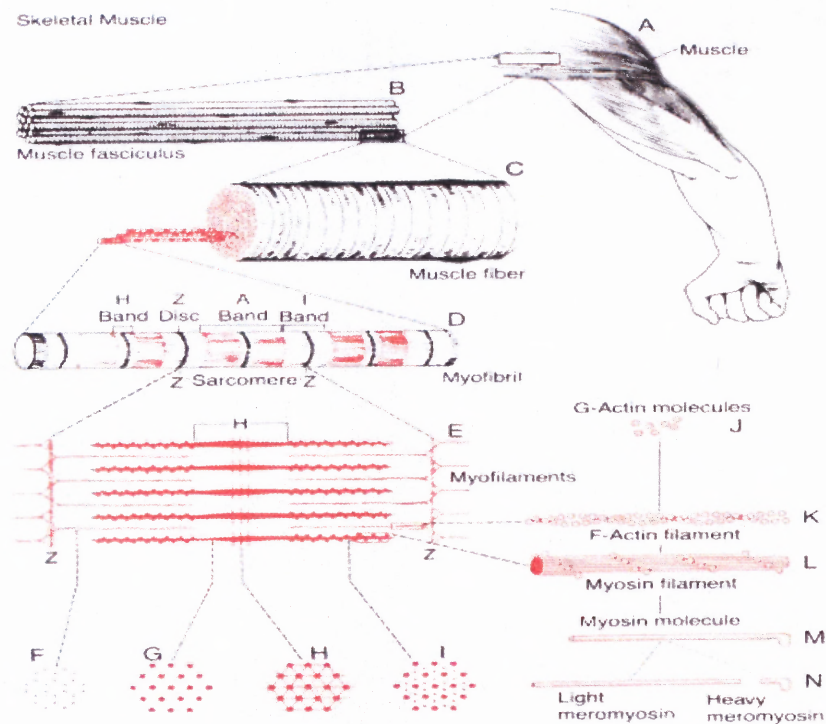 Skeletal Muscle
A
Muscle
B
Muscle fasciculus
C
Muscle fiber
H Z A I
Band Disc Band Band
D
Z Sarcomere Z
Myofibril
H
E
Myofilaments
Z Z
G-Actin molecules
J
K
F-Actin filament
L
Myosin filament
Myosin molecule
M
N
Light
meromyosin
Heavy
meromyosin
F G H I